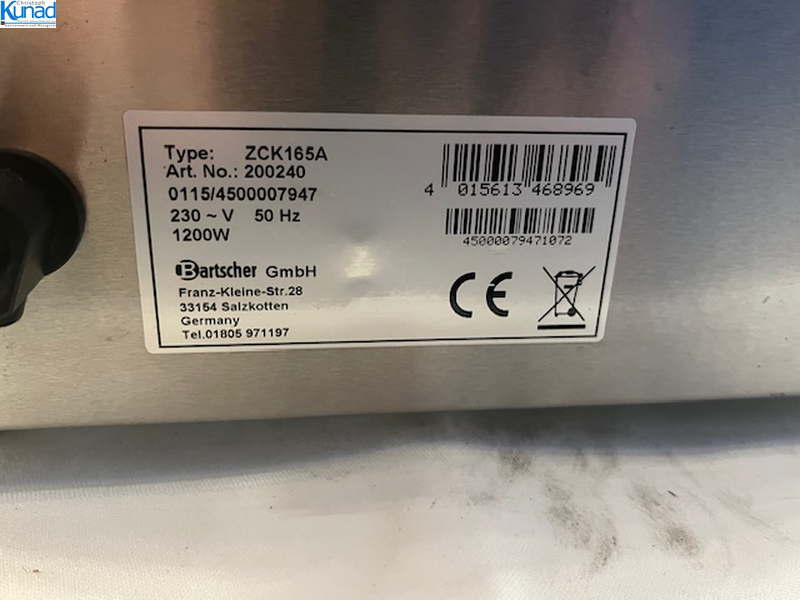 Christoph
Kunad
Type: ZCK165A
Art. No.: 200240
0115/4500007947
230 ~ V 50 Hz
1200W
Bartscher GmbH
Franz-Kleine-Str.28
33154 Salzkotten
Germany
Tel.01805 971197
4 015613 468969
45000079471072
CE